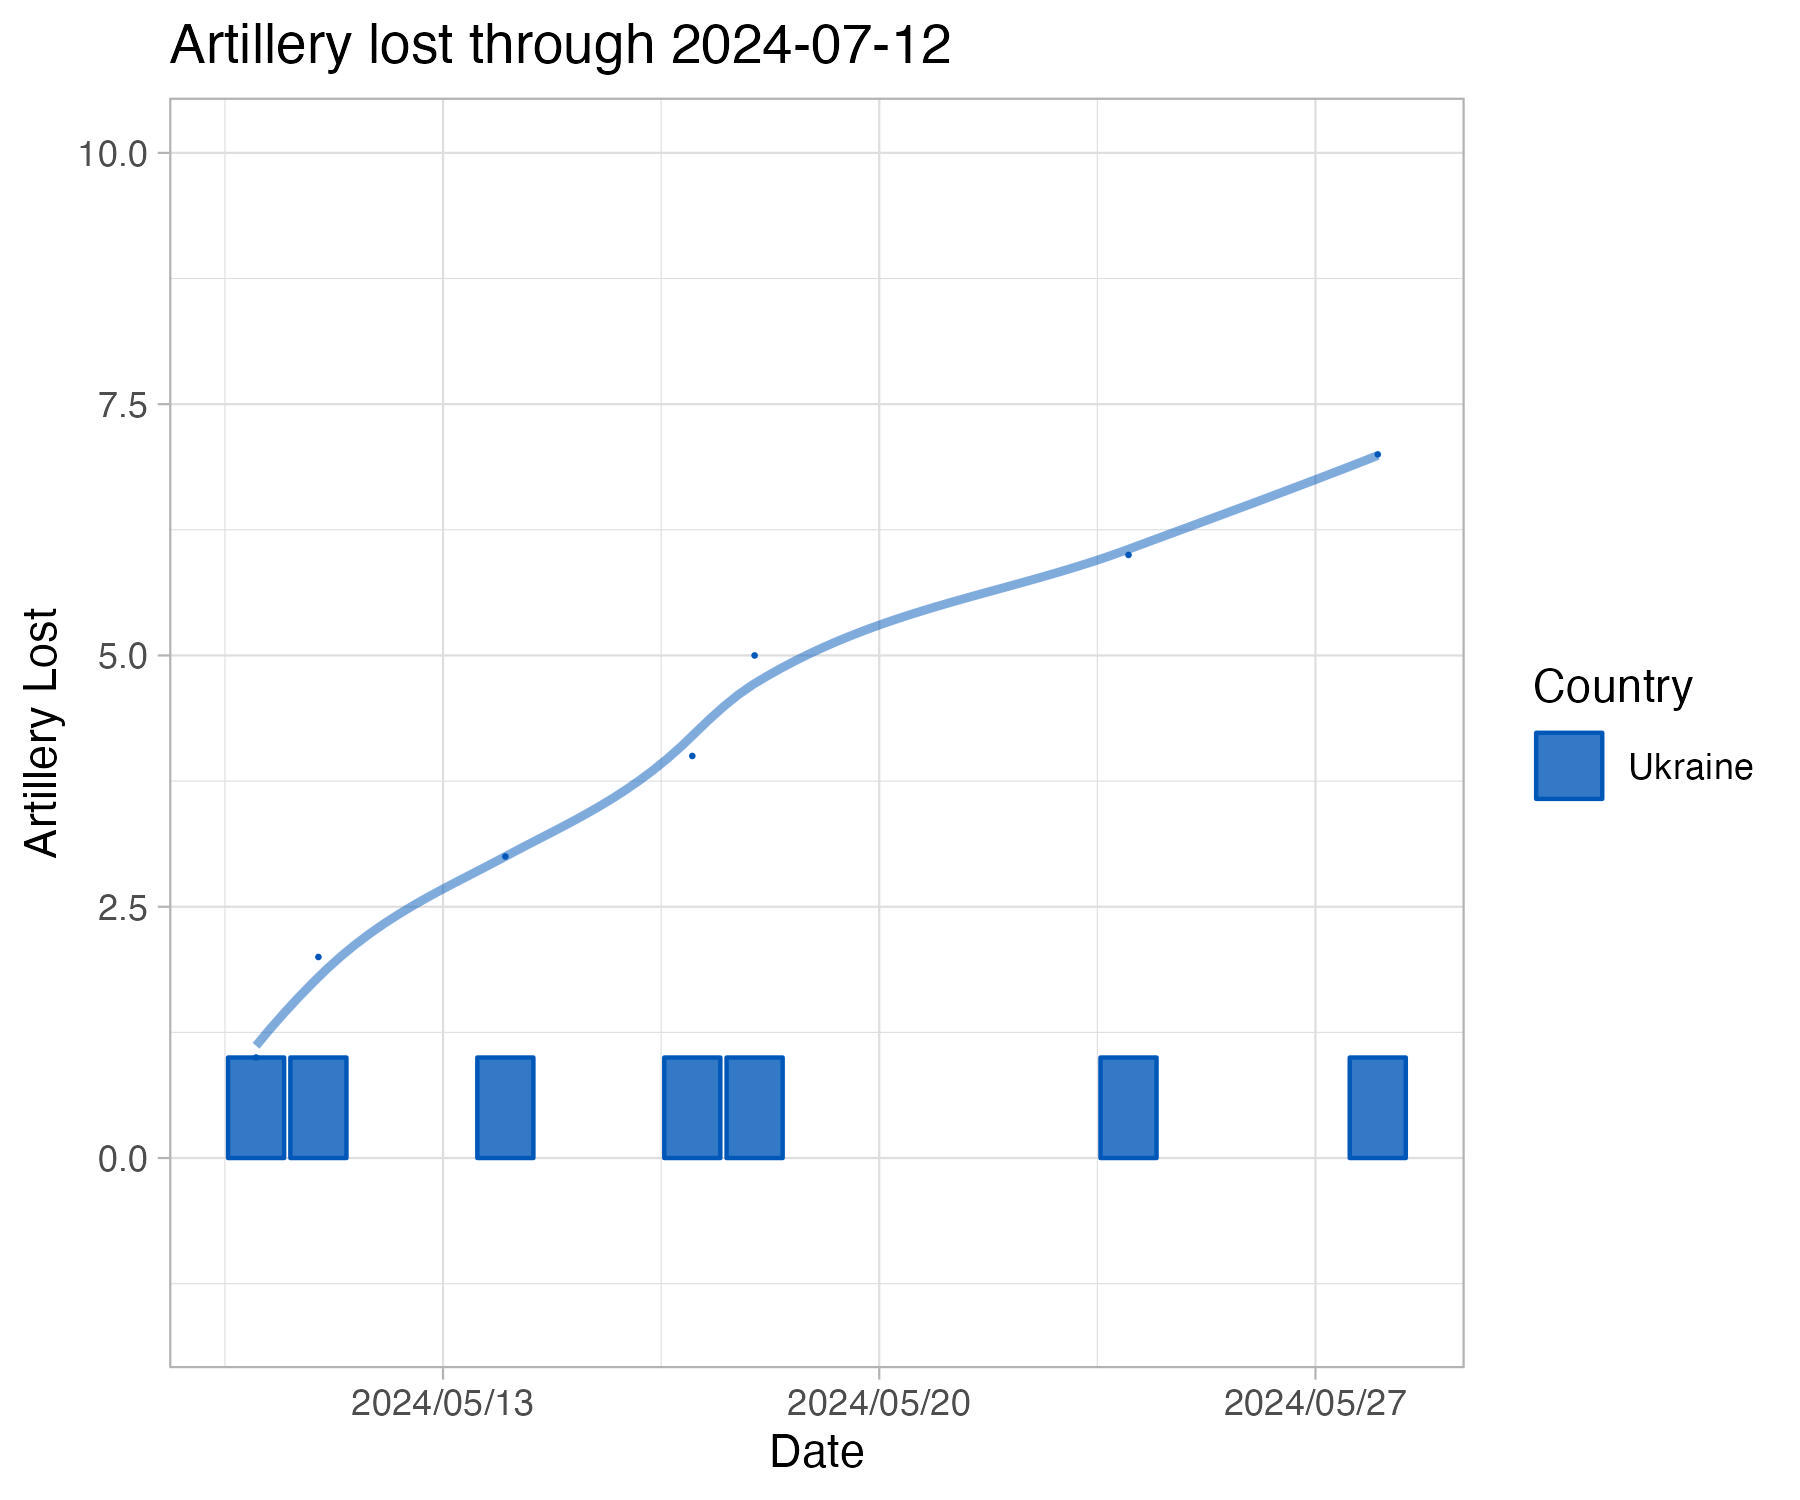 Artillery lost through 2024-07-12
10.0
7.5
5.0
2.5
0.0
Artillery Lost
2024/05/13
2024/05/20
2024/05/27
Date
Country
Ukraine